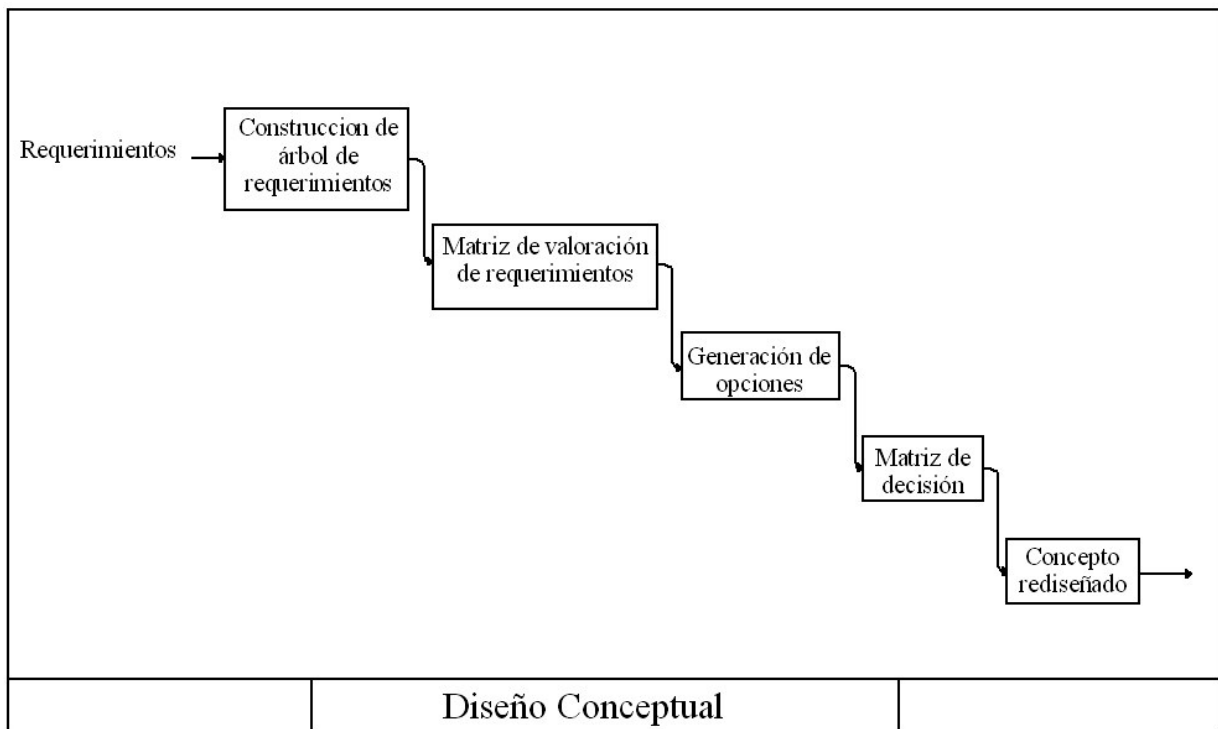 Requerimientos
Construccion de
árbol de
requerimientos
Matriz de valoración
de requerimientos
Generación de
opciones
Matriz de
decisión
Concepto
rediseñado
Diseño Conceptual